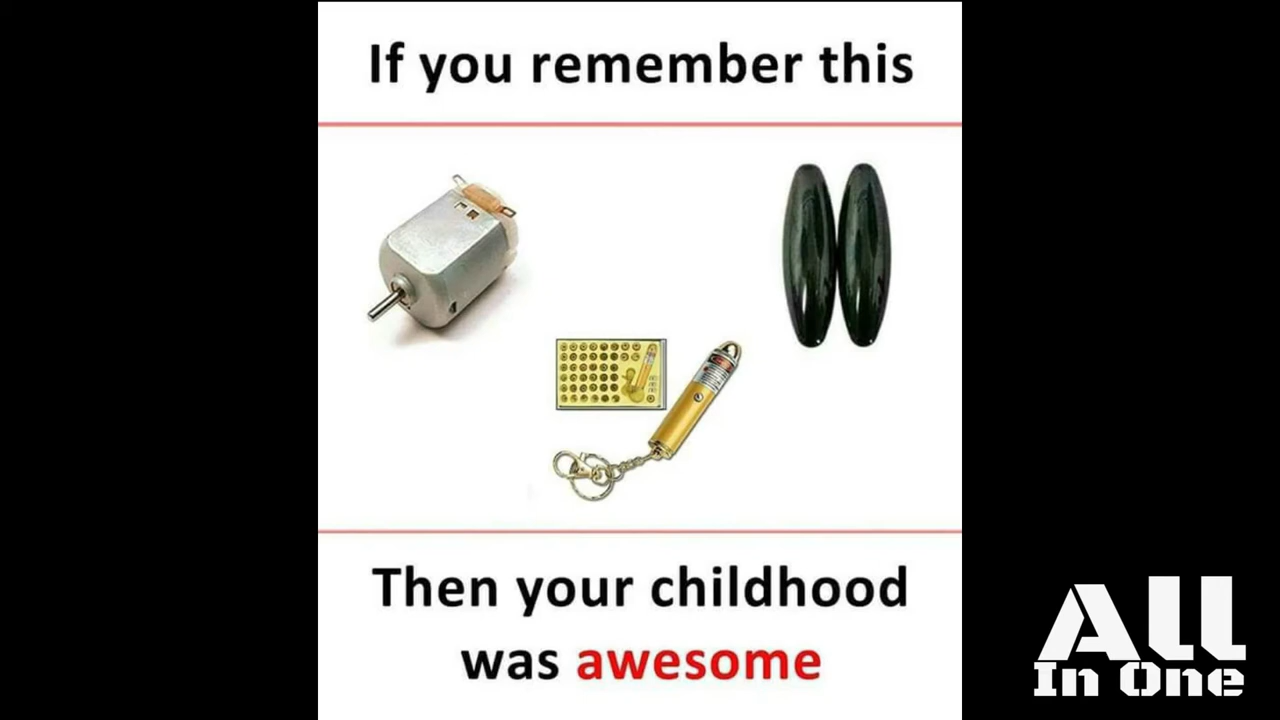 If you remember this
Then your childhood
was awesome
ALL
In One